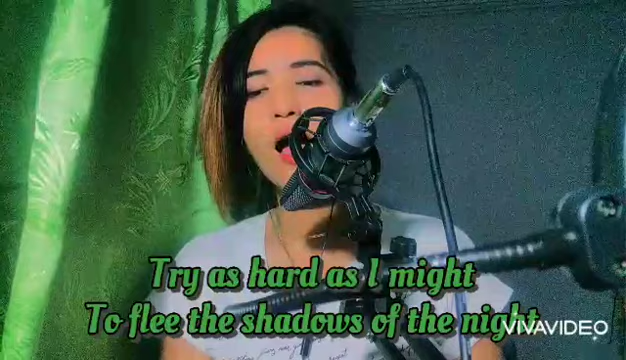 Try as hard as I might
To flee the shadows of the night
VIVAVIDEO